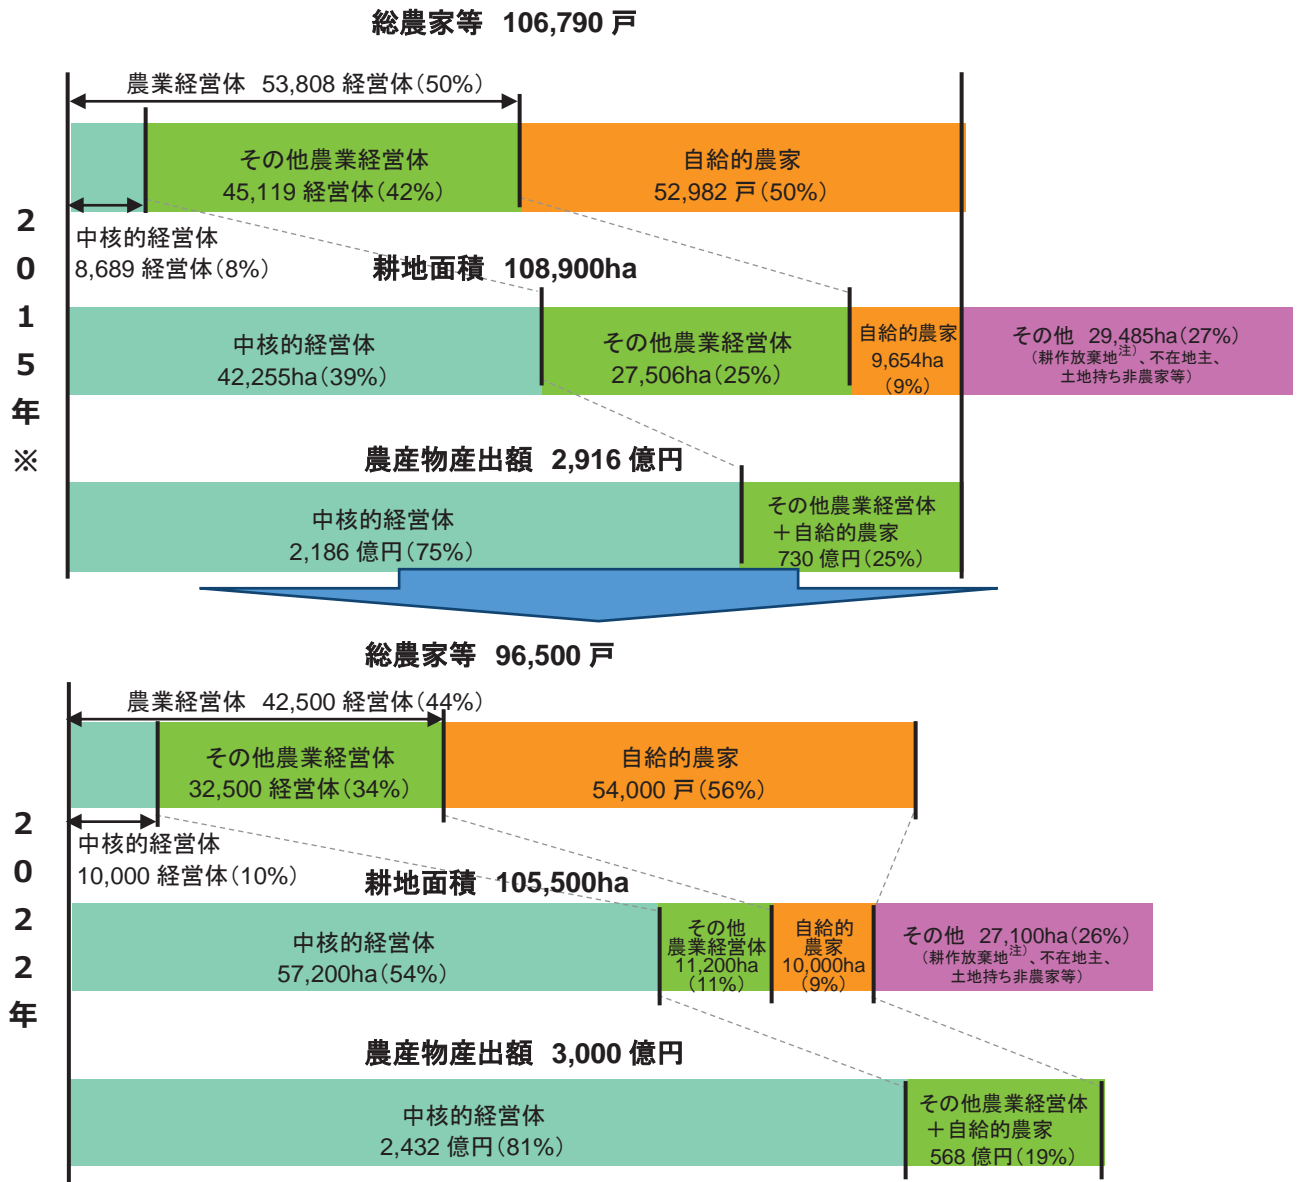 総農家等 106,790 戸
農業経営体 53,808 経営体(50%)
その他農業経営体
45,119 経営体(42%)
自給的農家
52,982 戸(50%)
中核的経営体
8,689 経営体(8%)
2015年※
耕地面積 108,900ha
中核的経営体
42,255ha(39%)
その他農業経営体
27,506ha(25%)
自給的農家
9,654ha
(9%)
その他 29,485ha(27%)
(耕作放棄地注)、不在地主、
土地持ち非農家等)
農産物産出額 2,916 億円
中核的経営体
2,186 億円(75%)
その他農業経営体
+自給的農家
730 億円(25%)
総農家等 96,500 戸
農業経営体 42,500 経営体(44%)
その他農業経営体
32,500 経営体(34%)
自給的農家
54,000 戸(56%)
中核的経営体
10,000 経営体(10%)
2022年
耕地面積 105,500ha
中核的経営体
57,200ha(54%)
その他
農業経営体
11,200ha
(11%)
自給的
農家
10,000ha
(9%)
その他 27,100ha(26%)
(耕作放棄地注)、不在地主、
土地持ち非農家等)
農産物産出額 3,000 億円
中核的経営体
2,432 億円(81%)
その他農業経営体
+自給的農家
568 億円(19%)